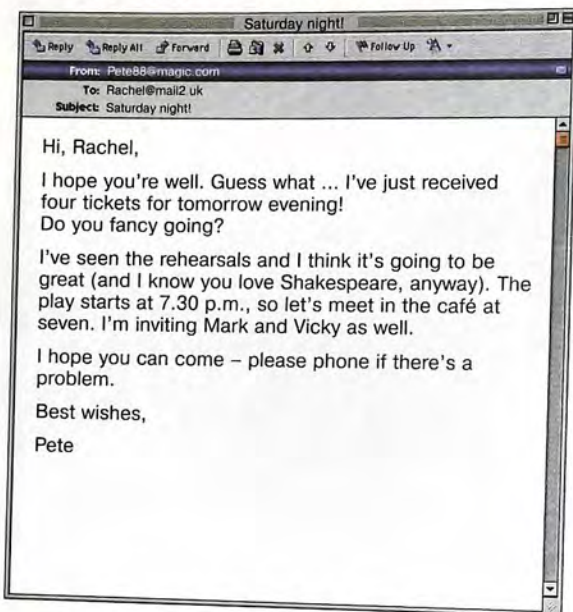 Saturday night!
Reply Reply All Forward Follow Up A
From: Pete88@magic.com
To: Rachel@mail2.uk
Subject: Saturday night!
Hi, Rachel,
I hope you're well. Guess what ... I've just received
four tickets for tomorrow evening!
Do you fancy going?
I've seen the rehearsals and I think it's going to be
great (and I know you love Shakespeare, anyway). The
play starts at 7.30 p.m., so let's meet in the café at
seven. I'm inviting Mark and Vicky as well.
I hope you can come – please phone if there's a
problem.
Best wishes,
Pete